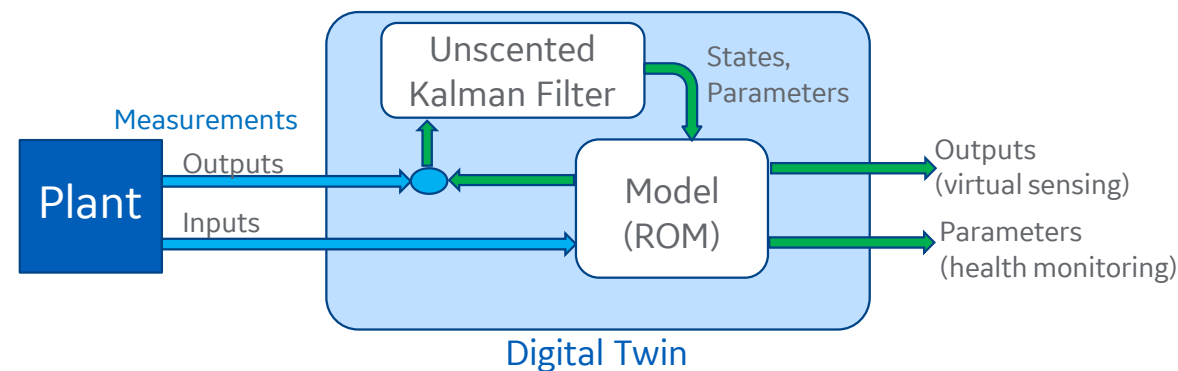 Unscented
Kalman Filter
States,
Parameters
Measurements
Outputs
Plant
Inputs
Model
(ROM)
Outputs
(virtual sensing)
Parameters
(health monitoring)
Digital Twin